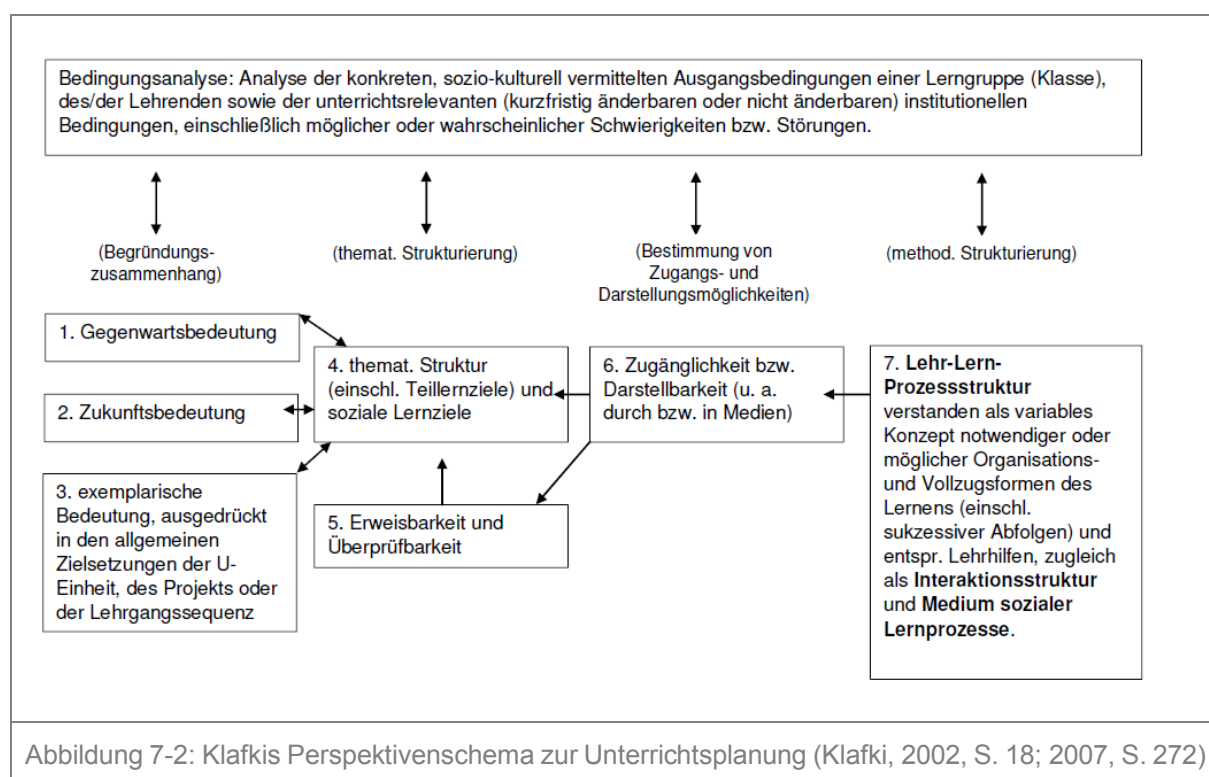 Bedingungsanalyse: Analyse der konkreten, sozio-kulturell vermittelten Ausgangsbedingungen einer Lerngruppe (Klasse),
des/der Lehrenden sowie der unterrichtsrelevanten (kurzfristig änderbaren oder nicht änderbaren) institutionellen
Bedingungen, einschließlich möglicher oder wahrscheinlicher Schwierigkeiten bzw. Störungen.
(Begründungs-
zusammenhang)
(themat. Strukturierung)
(Bestimmung von
Zugangs- und
Darstellungsmöglichkeiten)
(method. Strukturierung)
1. Gegenwartsbedeutung
2. Zukunftsbedeutung
3. exemplarische
Bedeutung, ausgedrückt
in den allgemeinen
Zielsetzungen der U-
Einheit, des Projekts oder
der Lehrgangssequenz
4. themat. Struktur
(einschl. Teillernziele) und
soziale Lernziele
5. Erweisbarkeit und
Überprüfbarkeit
6. Zugänglichkeit bzw.
Darstellbarkeit (u. a.
durch bzw. in Medien)
7. Lehr-Lern-
Prozessstruktur
verstanden als variables
Konzept notwendiger oder
möglicher Organisations-
und Vollzugsformen des
Lernens (einschl.
sukzessiver Abfolgen) und
entspr. Lehrhilfen, zugleich
als Interaktionsstruktur
und Medium sozialer
Lernprozesse.
Abbildung 7-2: Klafkis Perspektivenschema zur Unterrichtsplanung (Klafki, 2002, S. 18; 2007, S. 272)